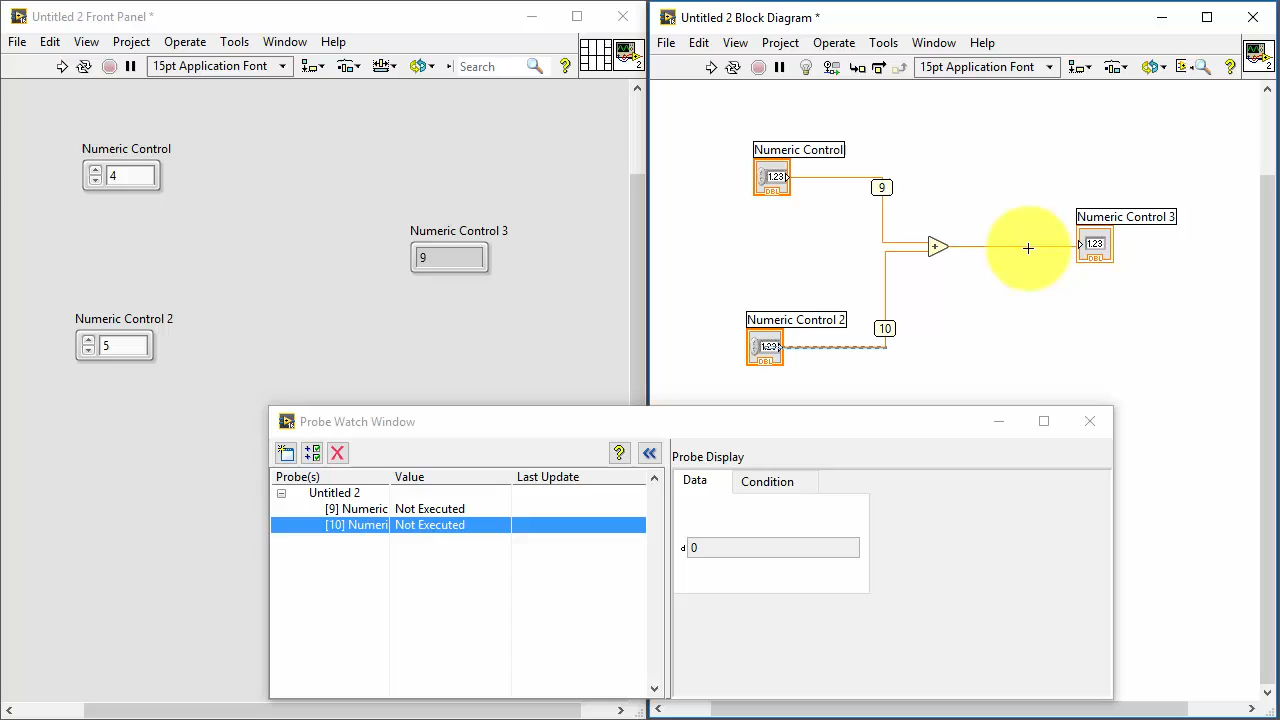 Untitled 2 Front Panel *
File Edit View Project Operate Tools Window Help
15pt Application Font
Search
2
Numeric Control
4
Numeric Control 3
9
Numeric Control 2
5
Untitled 2 Block Diagram *
File Edit View Project Operate Tools Window Help
15pt Application Font
2
Numeric Control
1.23
DBL
9
Numeric Control 3
1.23
DBL
+
Numeric Control 2
1.23
DBL
10
Probe Watch Window
Probe(s) Value Last Update
Untitled 2
[9] Numeric Not Executed
[10] Numeri Not Executed
Probe Display
Data Condition
d 0